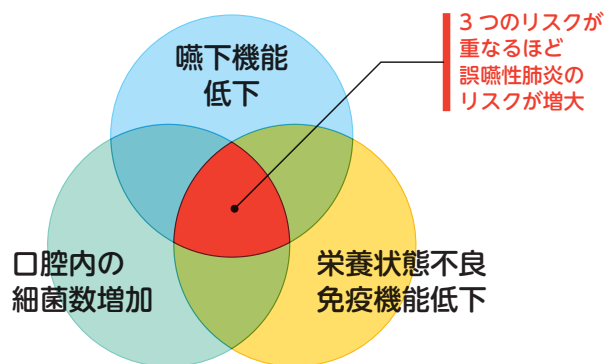 嚥下機能
低下
3つのリスクが
重なるほど
誤嚥性肺炎の
リスクが増大
口腔内の
細菌数増加
栄養状態不良
免疫機能低下